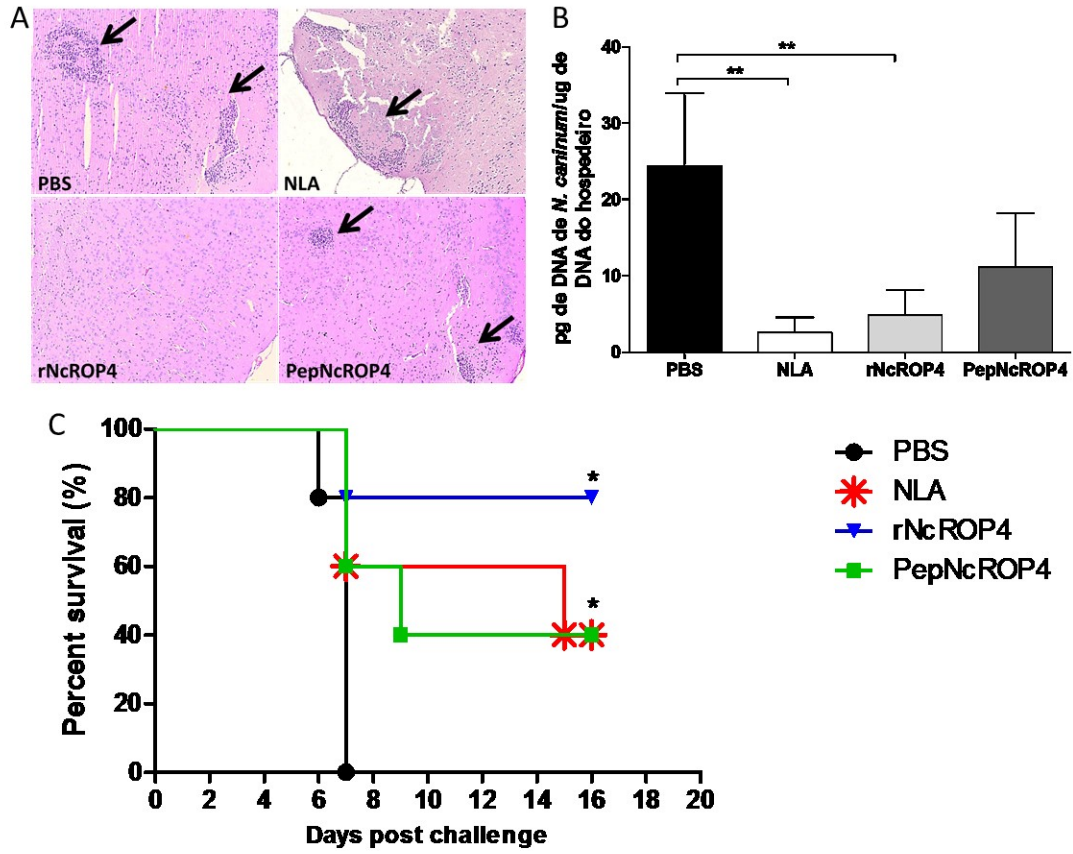 A
PBS
NLA
rNcROP4
PepNcROP4
B
pg de DNA de N. caninum/ug de
DNA do hospedeiro
40
30
20
10
0
**
**
PBS
NLA
rNcROP4
PepNcROP4
C
Percent survival (%)
100
80
60
40
20
0
*
*
0 2 4 6 8 10 12 14 16 18 20
Days post challenge
PBS
NLA
rNcROP4
PepNcROP4